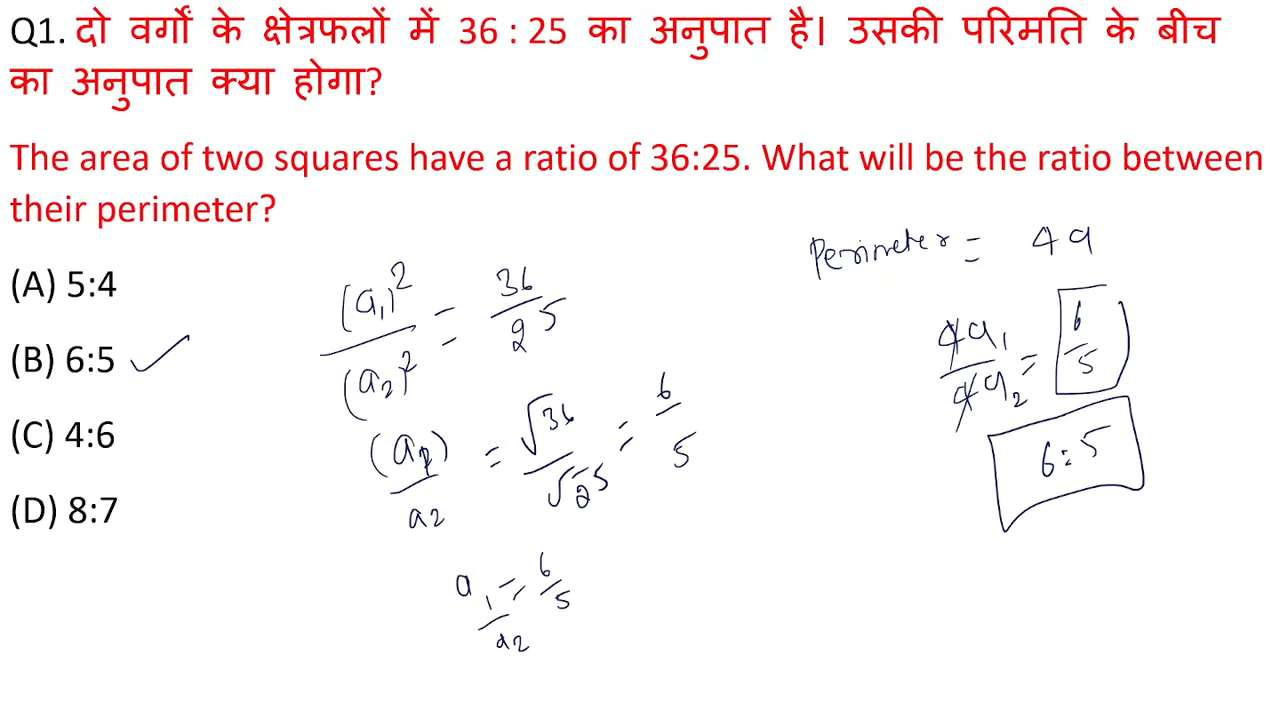 Q1. दो वर्गों के क्षेत्रफलों में 36 : 25 का अनुपात है। उसकी परिमति के बीच
का अनुपात क्या होगा?
The area of two squares have a ratio of 36:25. What will be the ratio between
their perimeter?
(A) 5:4
(B) 6:5 ✓
(C) 4:6
(D) 8:7
(a₁)² / (a₂)² = 36 / 25
(a₁) / a₂ = √36 / √25 = 6 / 5
a₁ / a₂ = 6 / 5
Perimeter = 4a
4a₁ / 4a₂ = 6 / 5
6:5